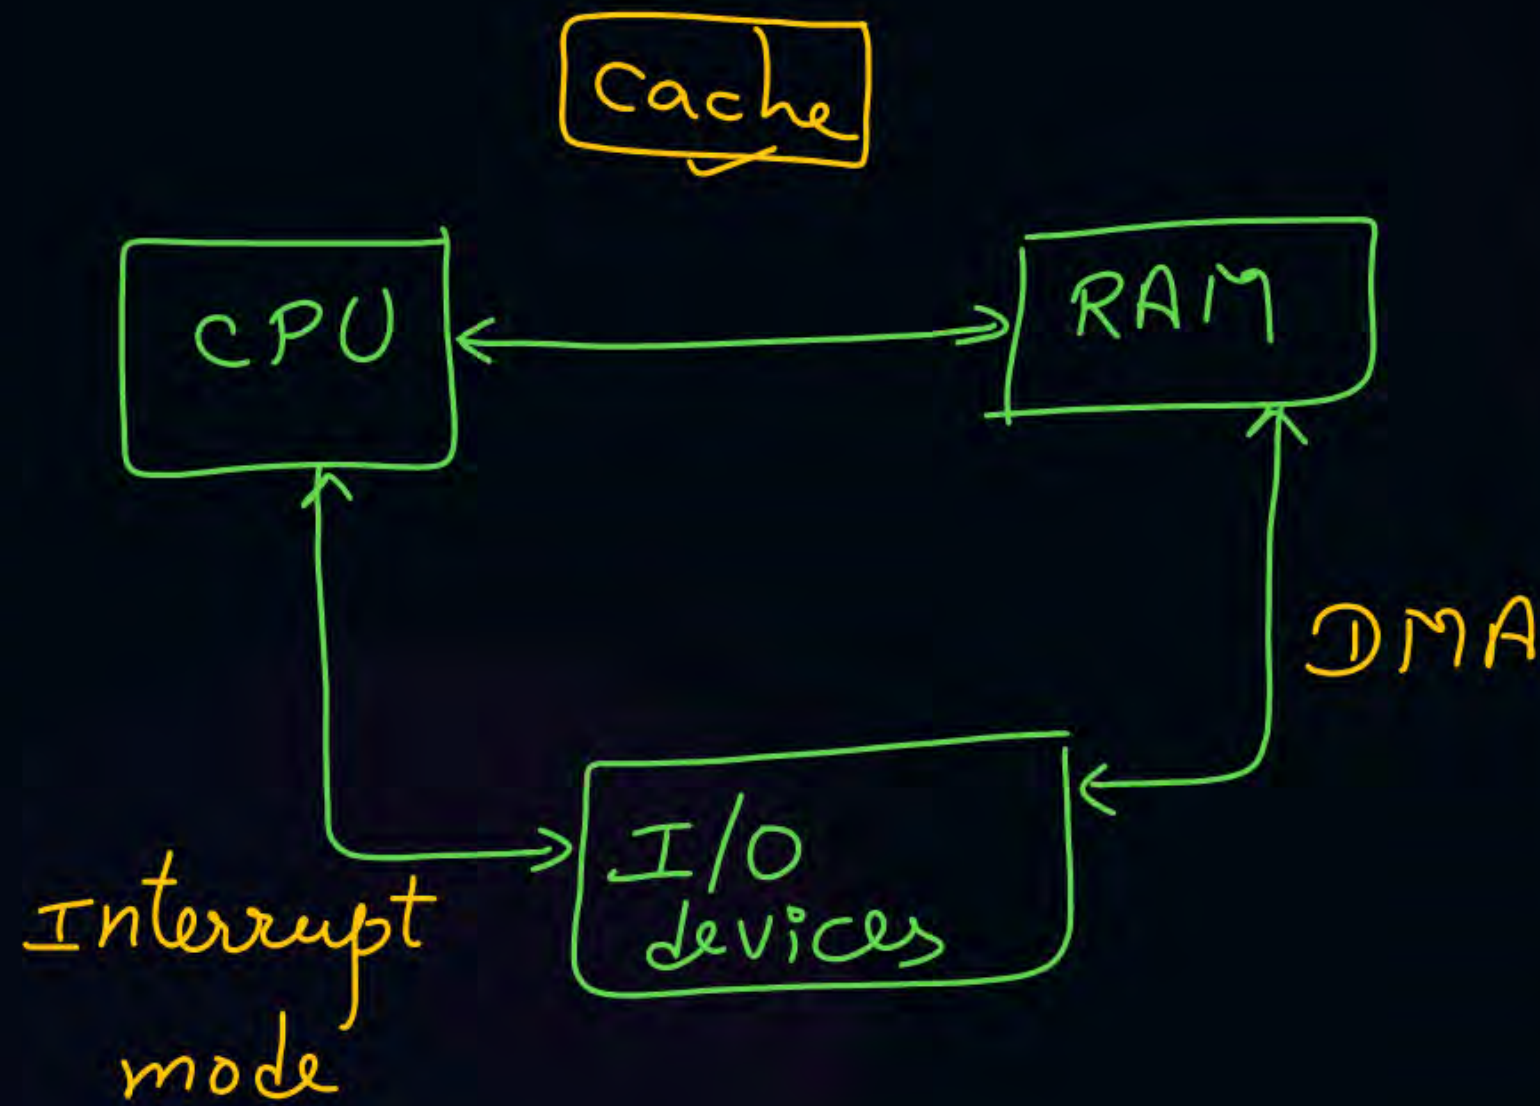 Cache
CPU
RAM
DMA
I/O
devices
Interrupt
mode